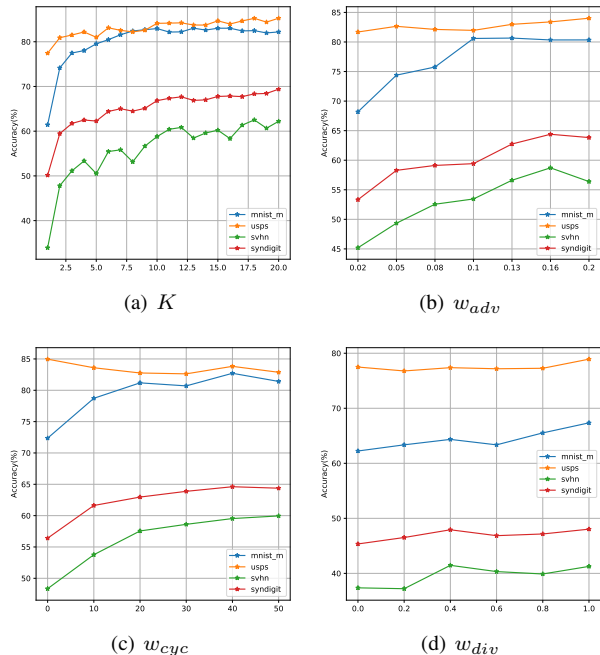 80
70
60
50
40
Accuracy(%)
mnist_m
usps
svhn
syndigit
2.5 5.0 7.5 10.0 12.5 15.0 17.5 20.0
(a) K
85
80
75
70
65
60
55
50
45
Accuracy(%)
mnist_m
usps
svhn
syndigit
0.02 0.05 0.08 0.1 0.13 0.16 0.2
(b) w_adv
85
80
75
70
65
60
55
50
Accuracy(%)
mnist_m
usps
svhn
syndigit
0 10 20 30 40 50
(c) w_cyc
80
70
60
50
40
Accuracy(%)
mnist_m
usps
svhn
syndigit
0.0 0.2 0.4 0.6 0.8 1.0
(d) w_div